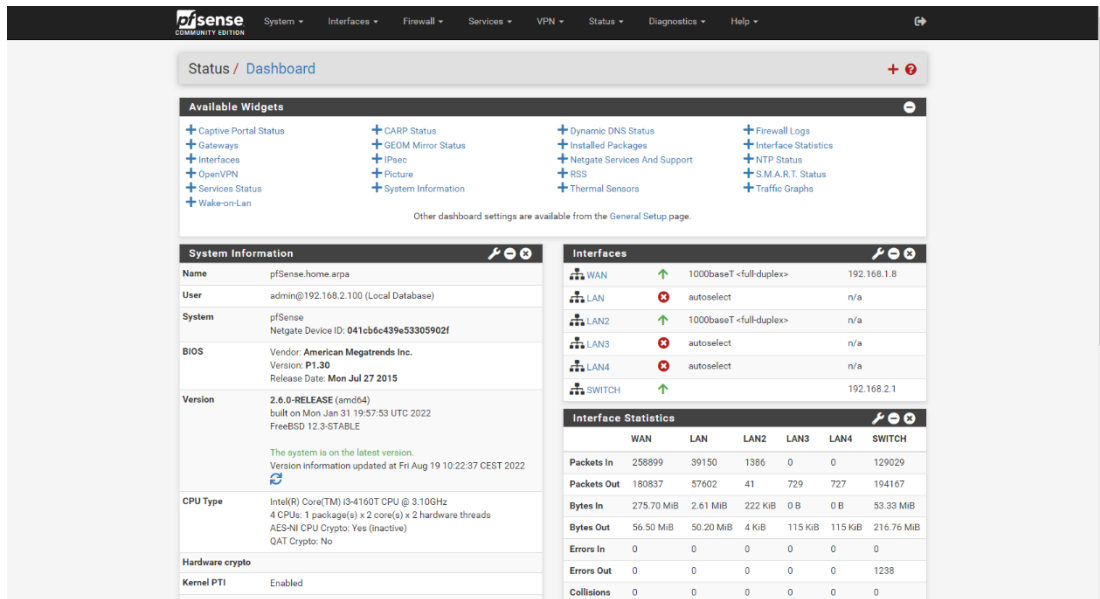 pfsense System Interfaces Firewall Services VPN Status Diagnostics Help
COMMUNITY EDITION
Status / Dashboard
Available Widgets
Captive Portal Status CARP Status Dynamic DNS Status Firewall Logs
Gateways GEOM Mirror Status Installed Packages Interface Statistics
Interfaces IPsec Netgate Services And Support NTP Status
OpenVPN Picture RSS S.M.A.R.T. Status
Services Status System Information Thermal Sensors Traffic Graphs
Wake-on-Lan
Other dashboard settings are available from the General Setup page.
System Information
Name pfSense.home.arpa
User admin@192.168.2.100 (Local Database)
System pfSense
Netgate Device ID: 041cb6c439e53305902f
BIOS Vendor: American Megatrends Inc.
Version: P1.30
Release Date: Mon Jul 27 2015
Version 2.6.0-RELEASE (amd64)
built on Mon Jan 31 19:57:53 UTC 2022
FreeBSD 12.3-STABLE
The system is on the latest version.
Version information updated at Fri Aug 19 10:22:37 CEST 2022
CPU Type Intel(R) Core(TM) i3-4160T CPU @ 3.10GHz
4 CPUs: 1 package(s) x 2 core(s) x 2 hardware threads
AES-NI CPU Crypto: Yes (inactive)
QAT Crypto: No
Hardware crypto
Kernel PTI Enabled
Interfaces
WAN 1000baseT <full-duplex> 192.168.1.8
LAN autoselect n/a
LAN2 1000baseT <full-duplex> n/a
LAN3 autoselect n/a
LAN4 autoselect n/a
SWITCH 192.168.2.1
Interface Statistics
WAN LAN LAN2 LAN3 LAN4 SWITCH
Packets In 258899 39150 1386 0 0 129029
Packets Out 180837 57602 41 729 727 194167
Bytes In 275.70 MiB 2.61 MiB 222 KiB 0 B 0 B 53.33 MiB
Bytes Out 56.50 MiB 50.20 MiB 4 KiB 115 KiB 115 KiB 216.76 MiB
Errors In 0 0 0 0 0 0
Errors Out 0 0 0 0 0 1238
Collisions 0 0 0 0 0 0